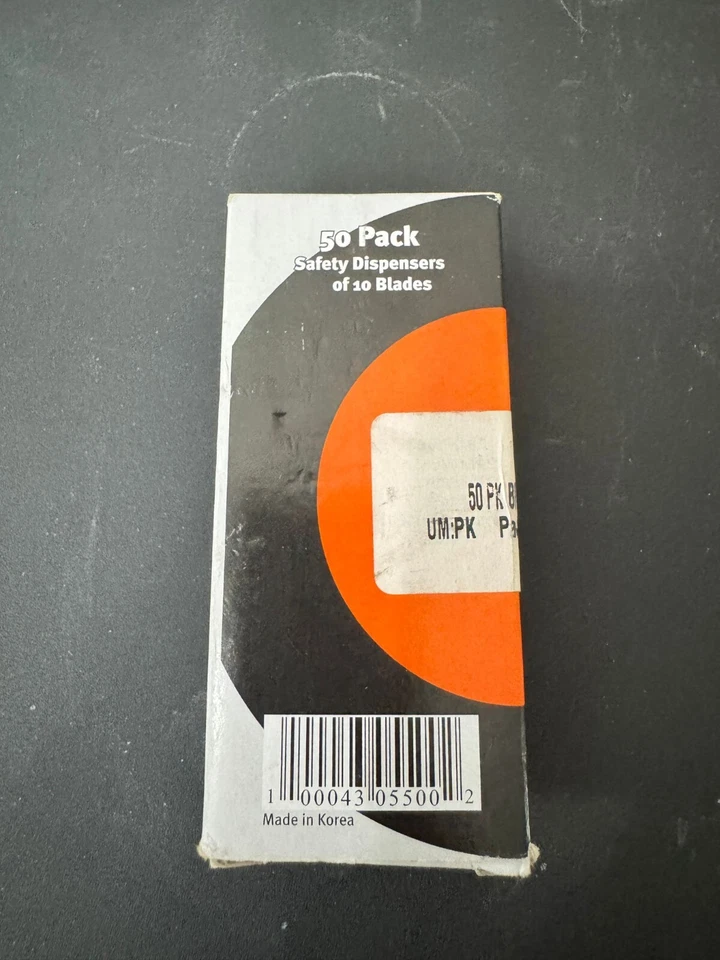 50 Pack
Safety Dispensers
of 10 Blades
50 PK
UM:PK
1 00043 05500 2
Made in Korea